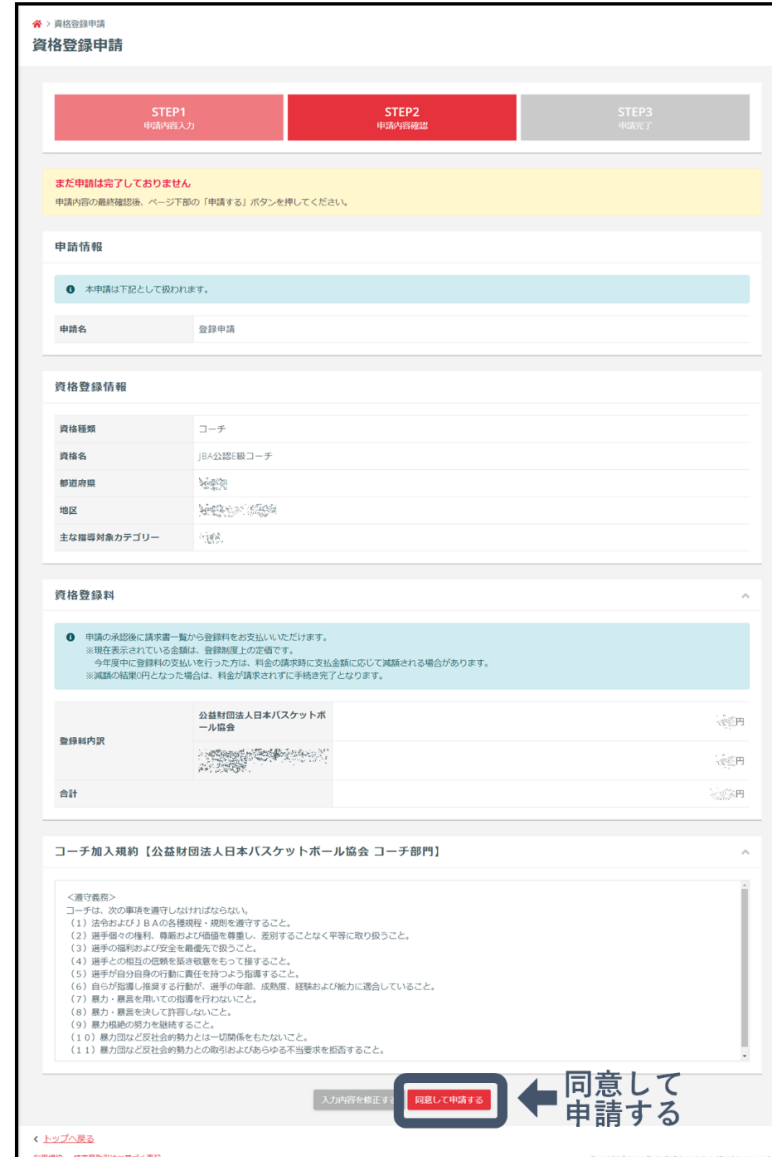 > 資格登録申請
資格登録申請
STEP1
申請内容入力
STEP2
申請内容確認
STEP3
申請完了
まだ申請は完了しておりません
申請内容の最終確認後、ページ下部の「申請する」ボタンを押してください。
申請情報
本申請は下記として扱われます。
申請名 登録申請
資格登録情報
資格種類 コーチ
資格名 JBA公認E級コーチ
都道府県
地区
主な指導対象カテゴリー
資格登録料
申請の承認後に請求書一覧から登録料をお支払いいただけます。
※現在表示されている金額は、登録制度上の定価です。
今年度中に登録料の支払いを行った方は、料金の請求時に支払金額に応じて減額される場合があります。
※減額の結果0円となった場合は、料金が請求されずに手続き完了となります。
登録料内訳
公益財団法人日本バスケットボ
ール協会
円
円
合計 円
コーチ加入規約【公益財団法人日本バスケットボール協会 コーチ部門】
＜遵守義務＞
コーチは、次の事項を遵守しなければならない。
（１）法令およびＪＢＡの各種規程・規則を遵守すること。
（２）選手個々の権利、尊厳および価値を尊重し、差別することなく平等に取り扱うこと。
（３）選手の福利および安全を最優先で扱うこと。
（４）選手との相互の信頼を築き敬意をもって接すること。
（５）選手が自分自身の行動に責任を持つよう指導すること。
（６）自らが指導し推奨する行動が、選手の年齢、成熟度、経験および能力に適合していること。
（７）暴力・暴言を用いての指導を行わないこと。
（８）暴力・暴言を決して許容しないこと。
（９）暴力根絶の努力を継続すること。
（１０）暴力団など反社会的勢力とは一切関係をもたないこと。
（１１）暴力団など反社会的勢力との取引およびあらゆる不当要求を拒否すること。
入力内容を修正する 同意して申請する
同意して
申請する
トップへ戻る